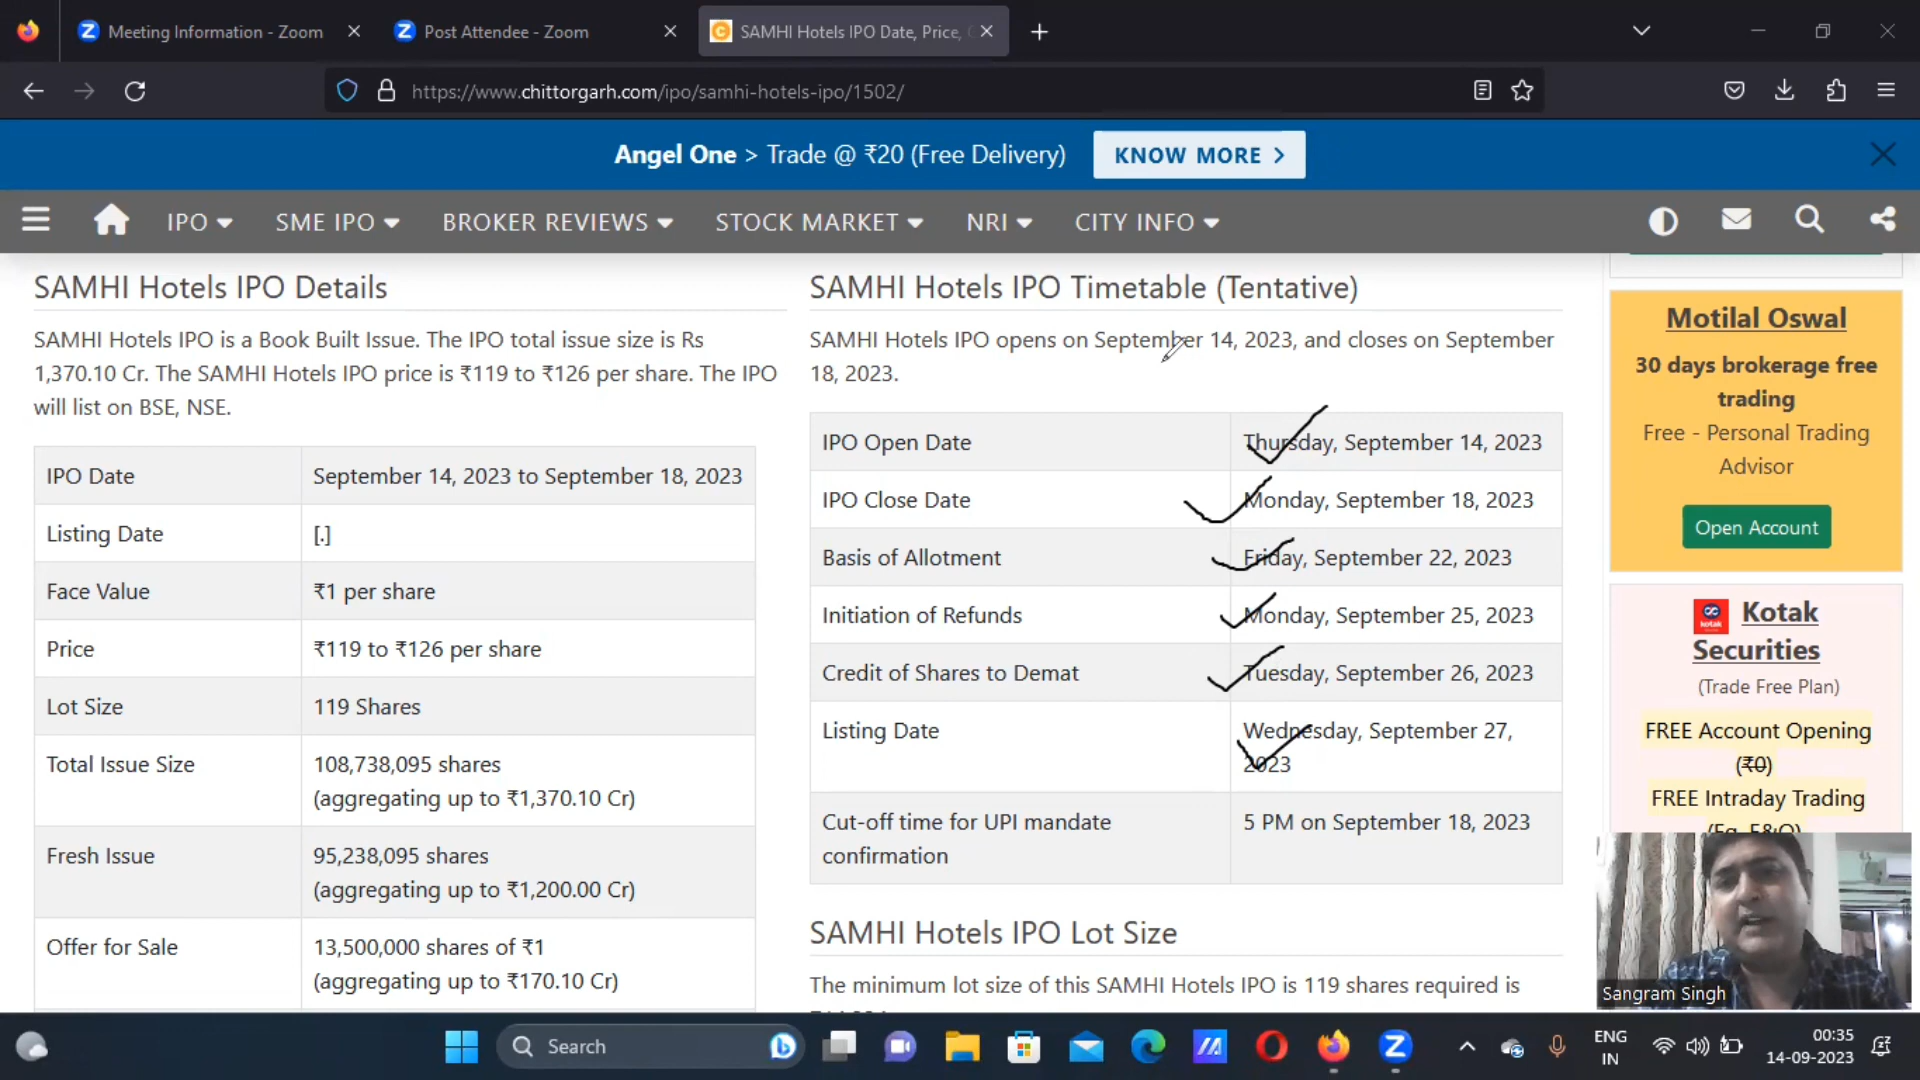 Meeting Information - Zoom
Post Attendee - Zoom
SAMHI Hotels IPO Date, Price,
https://www.chittorgarh.com/ipo/samhi-hotels-ipo/1502/
Angel One > Trade @ ₹20 (Free Delivery)
KNOW MORE >
IPO
SME IPO
BROKER REVIEWS
STOCK MARKET
NRI
CITY INFO
SAMHI Hotels IPO Details
SAMHI Hotels IPO is a Book Built Issue. The IPO total issue size is Rs
1,370.10 Cr. The SAMHI Hotels IPO price is ₹119 to ₹126 per share. The IPO
will list on BSE, NSE.
IPO Date September 14, 2023 to September 18, 2023
Listing Date [.]
Face Value ₹1 per share
Price ₹119 to ₹126 per share
Lot Size 119 Shares
Total Issue Size 108,738,095 shares
(aggregating up to ₹1,370.10 Cr)
Fresh Issue 95,238,095 shares
(aggregating up to ₹1,200.00 Cr)
Offer for Sale 13,500,000 shares of ₹1
(aggregating up to ₹170.10 Cr)
SAMHI Hotels IPO Timetable (Tentative)
SAMHI Hotels IPO opens on September 14, 2023, and closes on September
18, 2023.
IPO Open Date Thursday, September 14, 2023
IPO Close Date Monday, September 18, 2023
Basis of Allotment Friday, September 22, 2023
Initiation of Refunds Monday, September 25, 2023
Credit of Shares to Demat Tuesday, September 26, 2023
Listing Date Wednesday, September 27,
2023
Cut-off time for UPI mandate 5 PM on September 18, 2023
confirmation
SAMHI Hotels IPO Lot Size
The minimum lot size of this SAMHI Hotels IPO is 119 shares required is
Motilal Oswal
30 days brokerage free
trading
Free - Personal Trading
Advisor
Open Account
kotak
Kotak
Securities
(Trade Free Plan)
FREE Account Opening
(₹0)
FREE Intraday Trading
(Eq, F&O)
Sangram Singh
Search
ENG
IN
00:35
14-09-2023